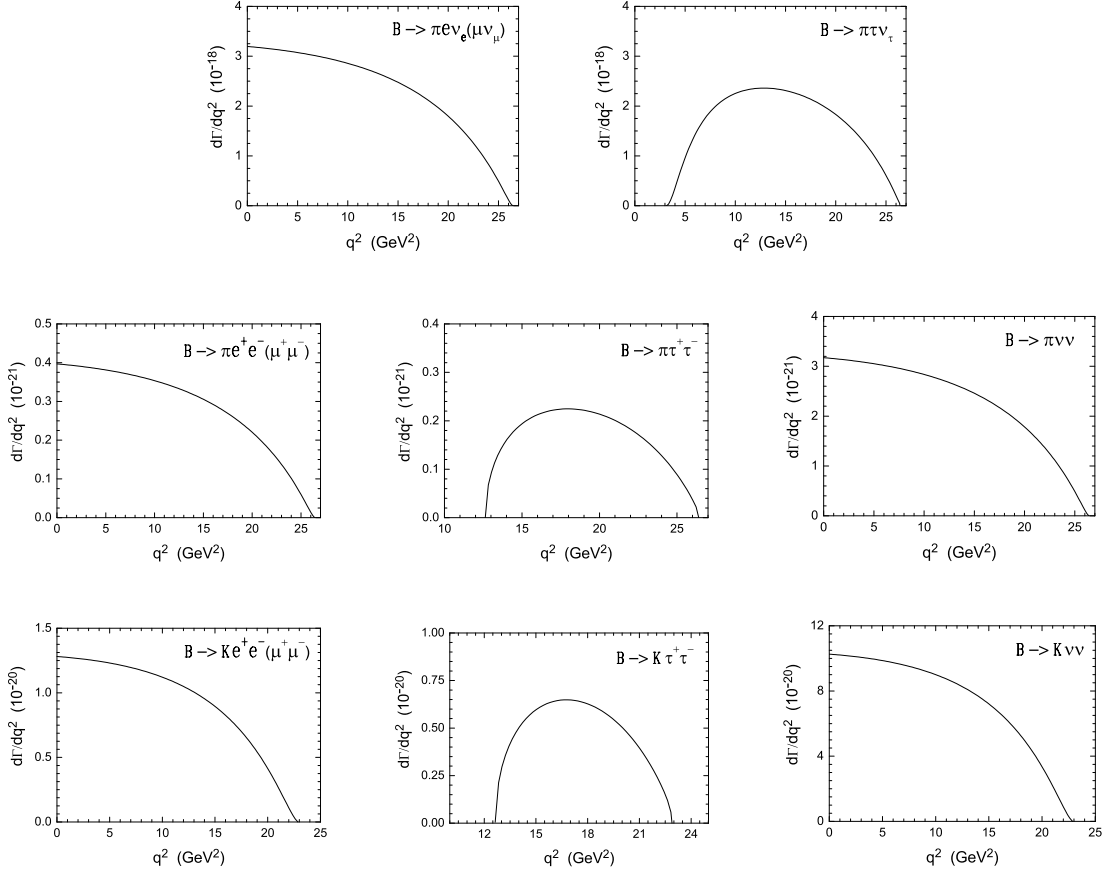 B -> πeν_e(μν_μ)
dΓ/dq² (10⁻¹⁸)
4
3
2
1
0
0 5 10 15 20 25
q² (GeV²)
B -> πτν_τ
dΓ/dq² (10⁻¹⁸)
4
3
2
1
0
0 5 10 15 20 25
q² (GeV²)
B -> πe⁺e⁻(μ⁺μ⁻)
dΓ/dq² (10⁻²¹)
0.5
0.4
0.3
0.2
0.1
0.0
0 5 10 15 20 25
q² (GeV²)
B -> πτ⁺τ⁻
dΓ/dq² (10⁻²¹)
0.4
0.3
0.2
0.1
0.0
10 15 20 25
q² (GeV²)
B -> πνν
dΓ/dq² (10⁻²¹)
4
3
2
1
0
0 5 10 15 20 25
q² (GeV²)
B -> Ke⁺e⁻(μ⁺μ⁻)
dΓ/dq² (10⁻²⁰)
1.5
1.0
0.5
0.0
0 5 10 15 20 25
q² (GeV²)
B -> Kτ⁺τ⁻
dΓ/dq² (10⁻²⁰)
1.00
0.75
0.50
0.25
0.00
12 15 18 21 24
q² (GeV²)
B -> Kνν
dΓ/dq² (10⁻²⁰)
12
8
4
0
0 5 10 15 20 25
q² (GeV²)